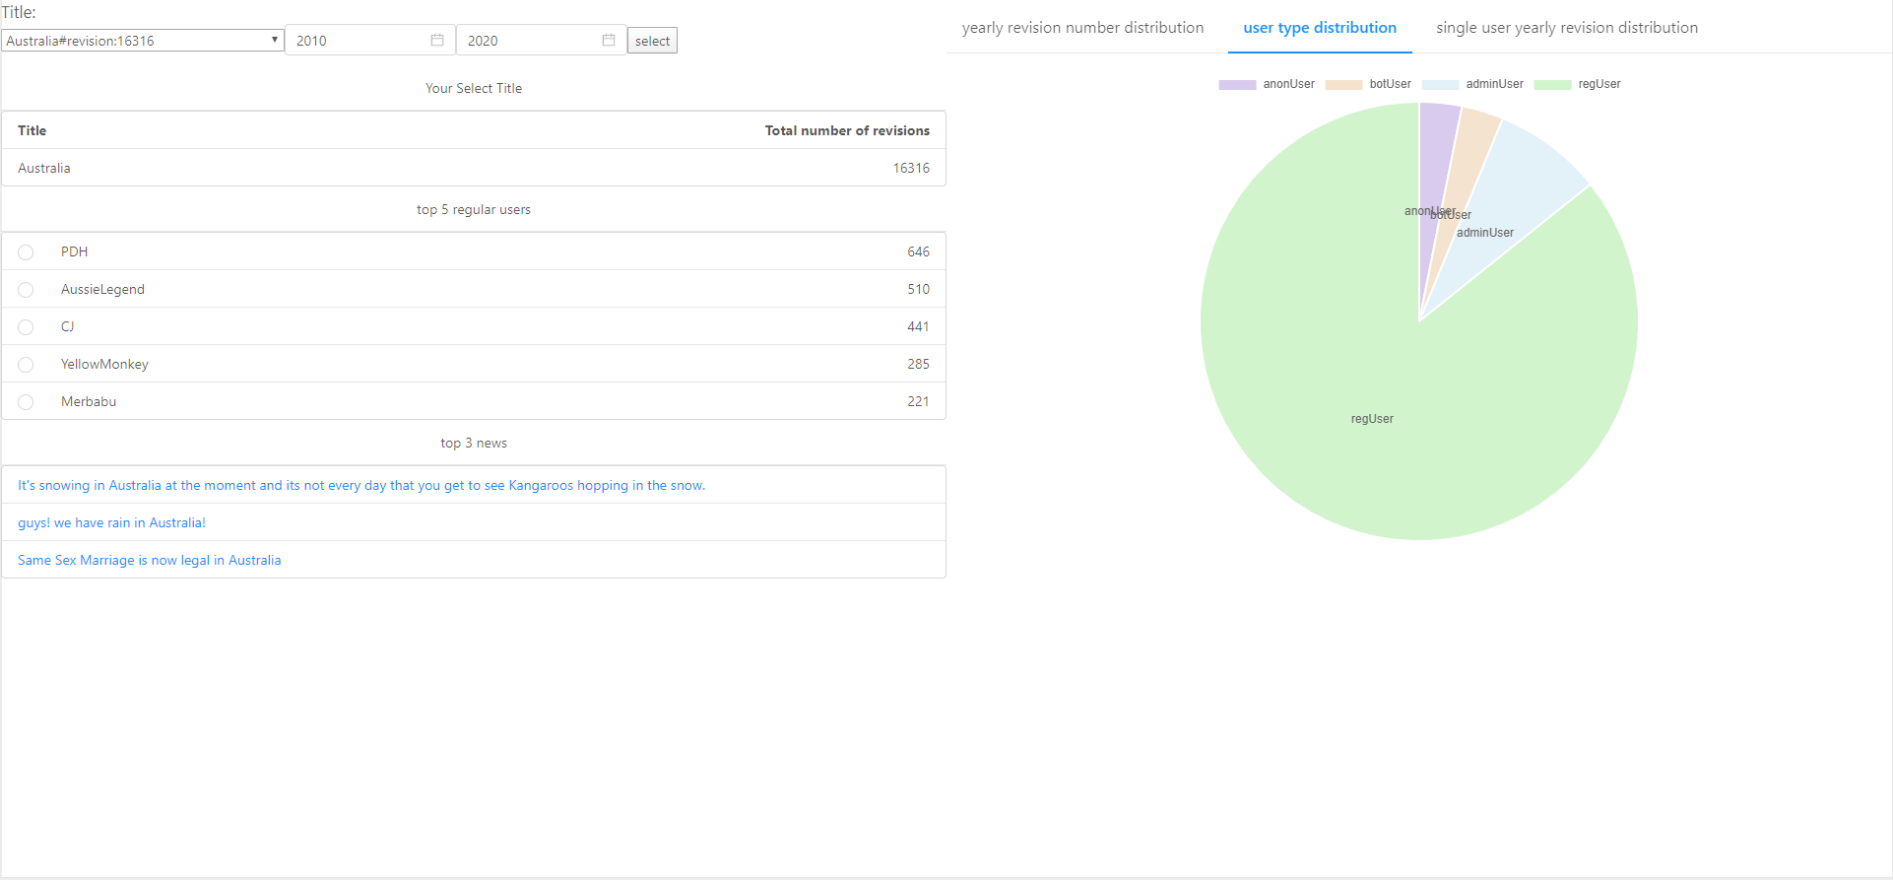 Title:
Australia#revision:16316 2010 2020 select
Your Select Title
Title Total number of revisions
Australia 16316
top 5 regular users
PDH 646
AussieLegend 510
CJ 441
YellowMonkey 285
Merbabu 221
top 3 news
It's snowing in Australia at the moment and its not every day that you get to see Kangaroos hopping in the snow.
guys! we have rain in Australia!
Same Sex Marriage is now legal in Australia
yearly revision number distribution user type distribution single user yearly revision distribution
anonUser botUser adminUser regUser
anonUser
botUser
adminUser
regUser